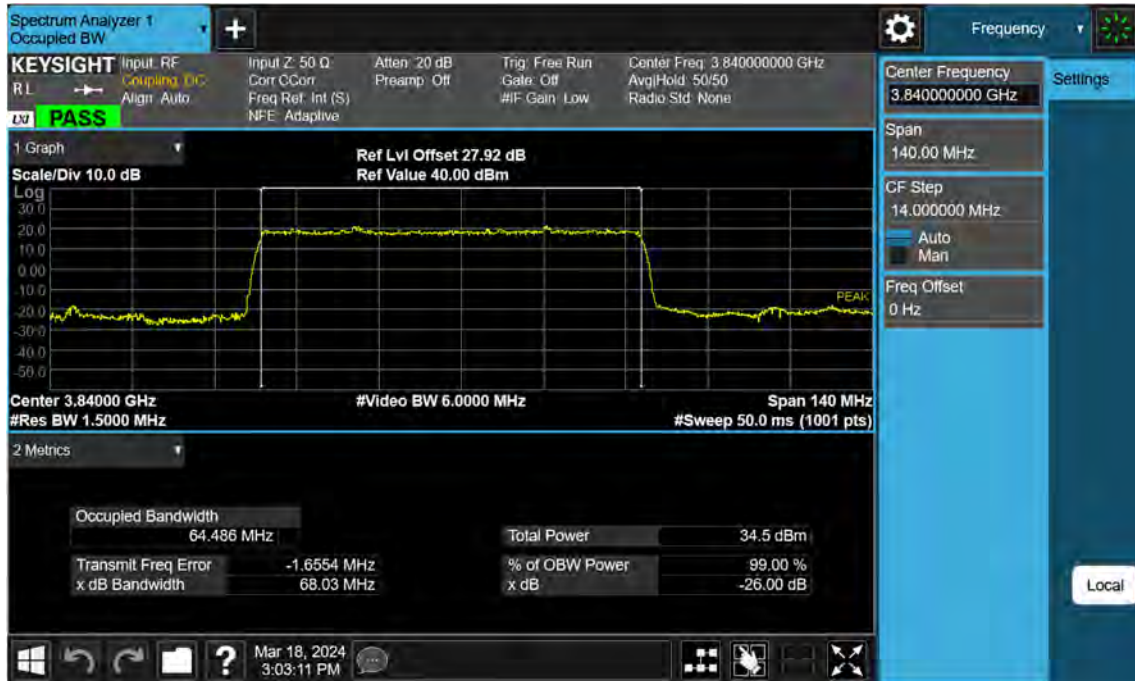 Spectrum Analyzer 1
Occupied BW
Frequency
KEYSIGHT
RL
LXI
PASS
Input: RF
Coupling: DC
Align: Auto
Input Z: 50 Ω
Corr CCorr
Freq Ref: Int (S)
NFE: Adaptive
Atten: 20 dB
Preamp: Off
Trig: Free Run
Gate: Off
#IF Gain: Low
Center Freq: 3.840000000 GHz
Avg|Hold: 50/50
Radio Std: None
Center Frequency
3.840000000 GHz
Settings
Span
140.00 MHz
CF Step
14.000000 MHz
Auto
Man
Freq Offset
0 Hz
1 Graph
Scale/Div 10.0 dB
Ref Lvl Offset 27.92 dB
Ref Value 40.00 dBm
Log
30.0
20.0
10.0
0.00
-10.0
-20.0
-30.0
-40.0
-50.0
PEAK
Center 3.84000 GHz
#Video BW 6.0000 MHz
Span 140 MHz
#Res BW 1.5000 MHz
#Sweep 50.0 ms (1001 pts)
2 Metrics
Occupied Bandwidth
64.486 MHz
Total Power 34.5 dBm
Transmit Freq Error -1.6554 MHz
% of OBW Power 99.00 %
x dB Bandwidth 68.03 MHz
x dB -26.00 dB
Local
?
Mar 18, 2024
3:03:11 PM